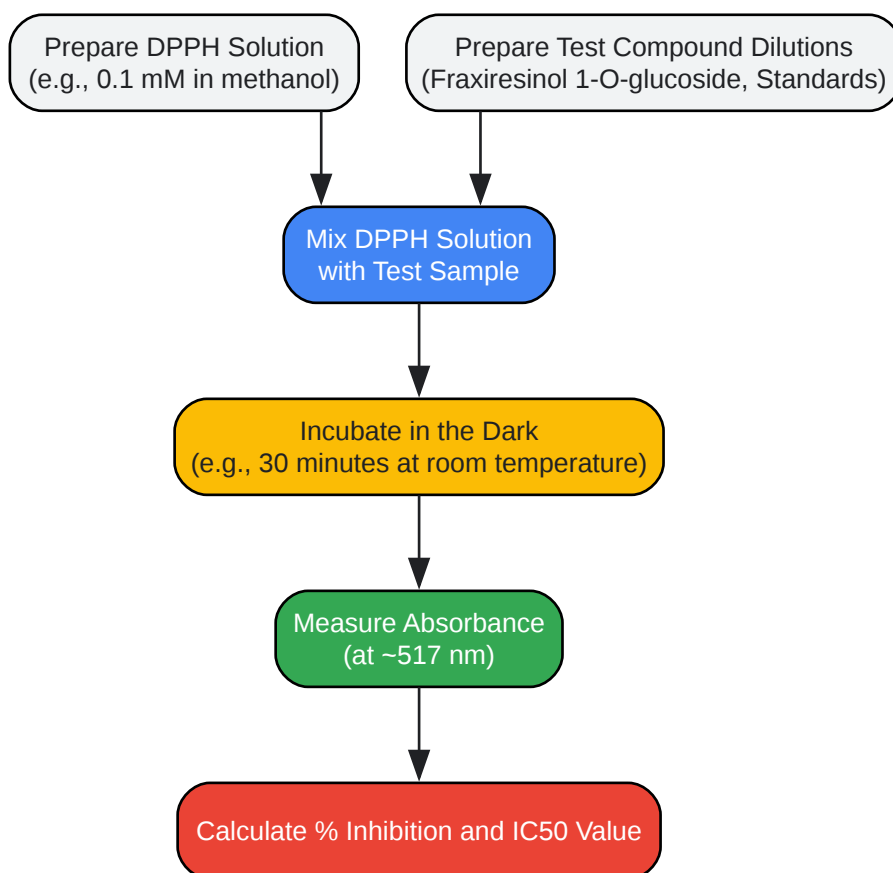 Prepare DPPH Solution
(e.g., 0.1 mM in methanol)
Prepare Test Compound Dilutions
(Fraxiresinol 1-O-glucoside, Standards)
Mix DPPH Solution
with Test Sample
Incubate in the Dark
(e.g., 30 minutes at room temperature)
Measure Absorbance
(at ~517 nm)
Calculate % Inhibition and IC50 Value